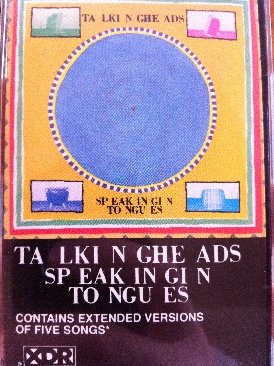 TA LKI N GHE ADS
SP EAK IN GI N
TO NGU ES
TA LKI N GHE ADS
SP EAK IN GI N
TO NGU ES
CONTAINS EXTENDED VERSIONS
OF FIVE SONGS*
XDR